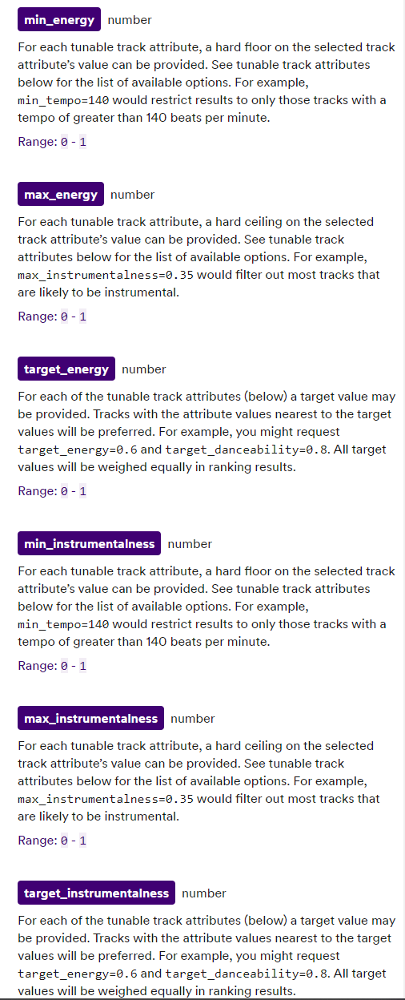 min_energy number
For each tunable track attribute, a hard floor on the selected track
attribute’s value can be provided. See tunable track attributes
below for the list of available options. For example,
min_tempo=140 would restrict results to only those tracks with a
tempo of greater than 140 beats per minute.
Range: 0 - 1
max_energy number
For each tunable track attribute, a hard ceiling on the selected
track attribute’s value can be provided. See tunable track
attributes below for the list of available options. For example,
max_instrumentalness=0.35 would filter out most tracks that
are likely to be instrumental.
Range: 0 - 1
target_energy number
For each of the tunable track attributes (below) a target value may
be provided. Tracks with the attribute values nearest to the target
values will be preferred. For example, you might request
target_energy=0.6 and target_danceability=0.8. All target
values will be weighed equally in ranking results.
Range: 0 - 1
min_instrumentalness number
For each tunable track attribute, a hard floor on the selected track
attribute’s value can be provided. See tunable track attributes
below for the list of available options. For example,
min_tempo=140 would restrict results to only those tracks with a
tempo of greater than 140 beats per minute.
Range: 0 - 1
max_instrumentalness number
For each tunable track attribute, a hard ceiling on the selected
track attribute’s value can be provided. See tunable track
attributes below for the list of available options. For example,
max_instrumentalness=0.35 would filter out most tracks that
are likely to be instrumental.
Range: 0 - 1
target_instrumentalness number
For each of the tunable track attributes (below) a target value may
be provided. Tracks with the attribute values nearest to the target
values will be preferred. For example, you might request
target_energy=0.6 and target_danceability=0.8. All target
values will be weighed equally in ranking results.